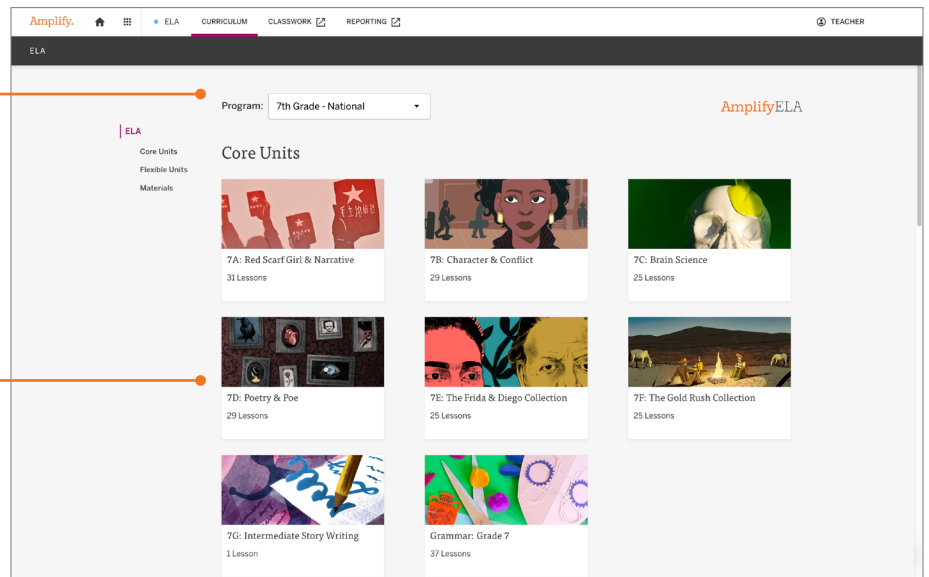 Amplify.
ELA
CURRICULUM
CLASSWORK
REPORTING
TEACHER
ELA
Program:
7th Grade - National
AmplifyELA
ELA
Core Units
Flexible Units
Materials
Core Units
7A: Red Scarf Girl & Narrative
31 Lessons
7B: Character & Conflict
29 Lessons
7C: Brain Science
25 Lessons
7D: Poetry & Poe
29 Lessons
7E: The Frida & Diego Collection
25 Lessons
7F: The Gold Rush Collection
25 Lessons
7G: Intermediate Story Writing
1 Lesson
Grammar: Grade 7
37 Lessons